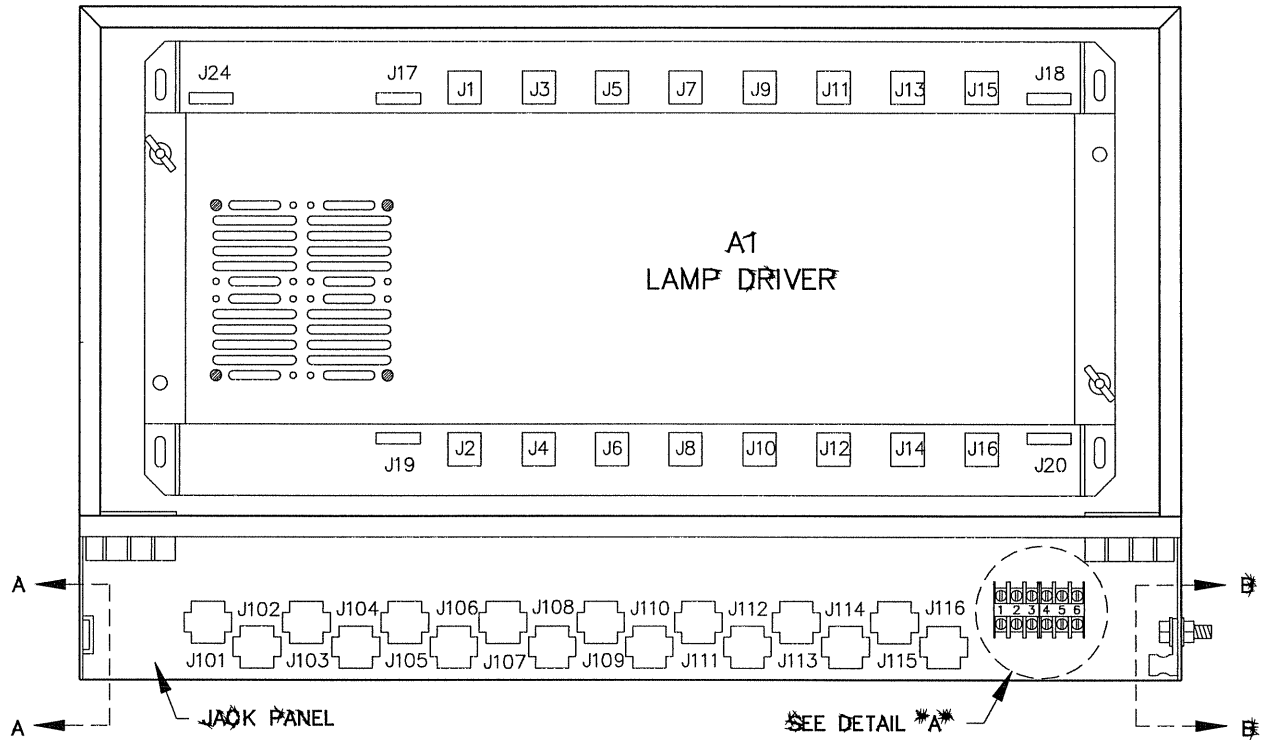 J24 J17 J1 J3 J5 J7 J9 J11 J13 J15 J18
A1
LAMP DRIVER
J19 J2 J4 J6 J8 J10 J12 J14 J16 J20
A B
J102 J104 J106 J108 J110 J112 J114 J116
1 2 3 4 5 6
J101 J103 J105 J107 J109 J111 J113 J115
A JACK PANEL SEE DETAIL "A" B